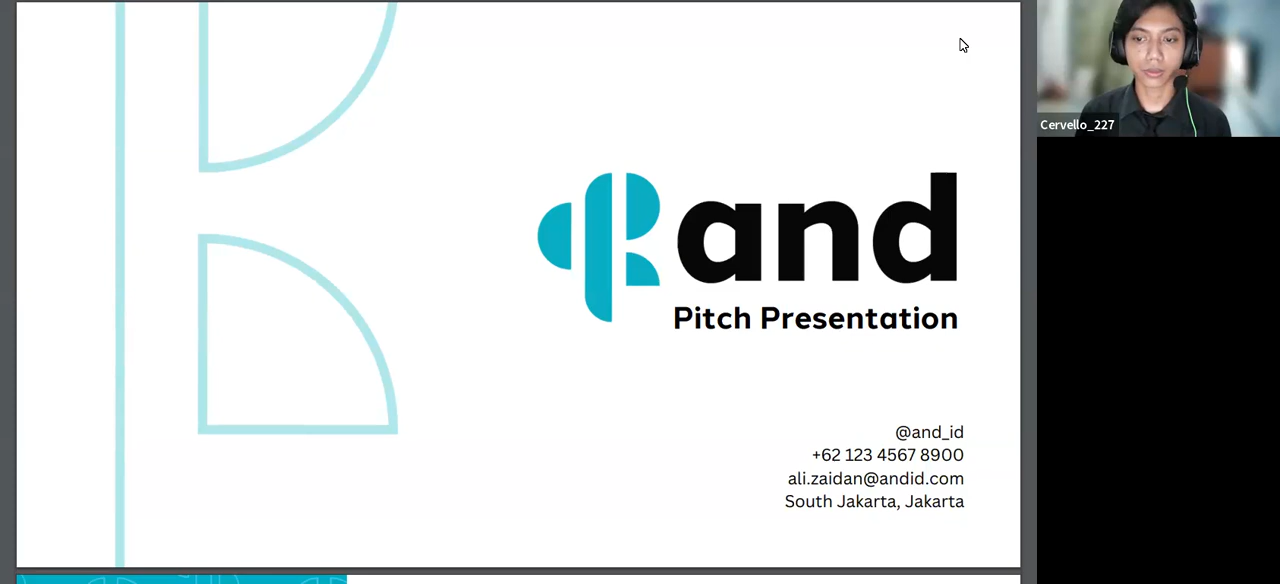 and
Pitch Presentation
@and_id
+62 123 4567 8900
ali.zaidan@andid.com
South Jakarta, Jakarta
Cervello_227